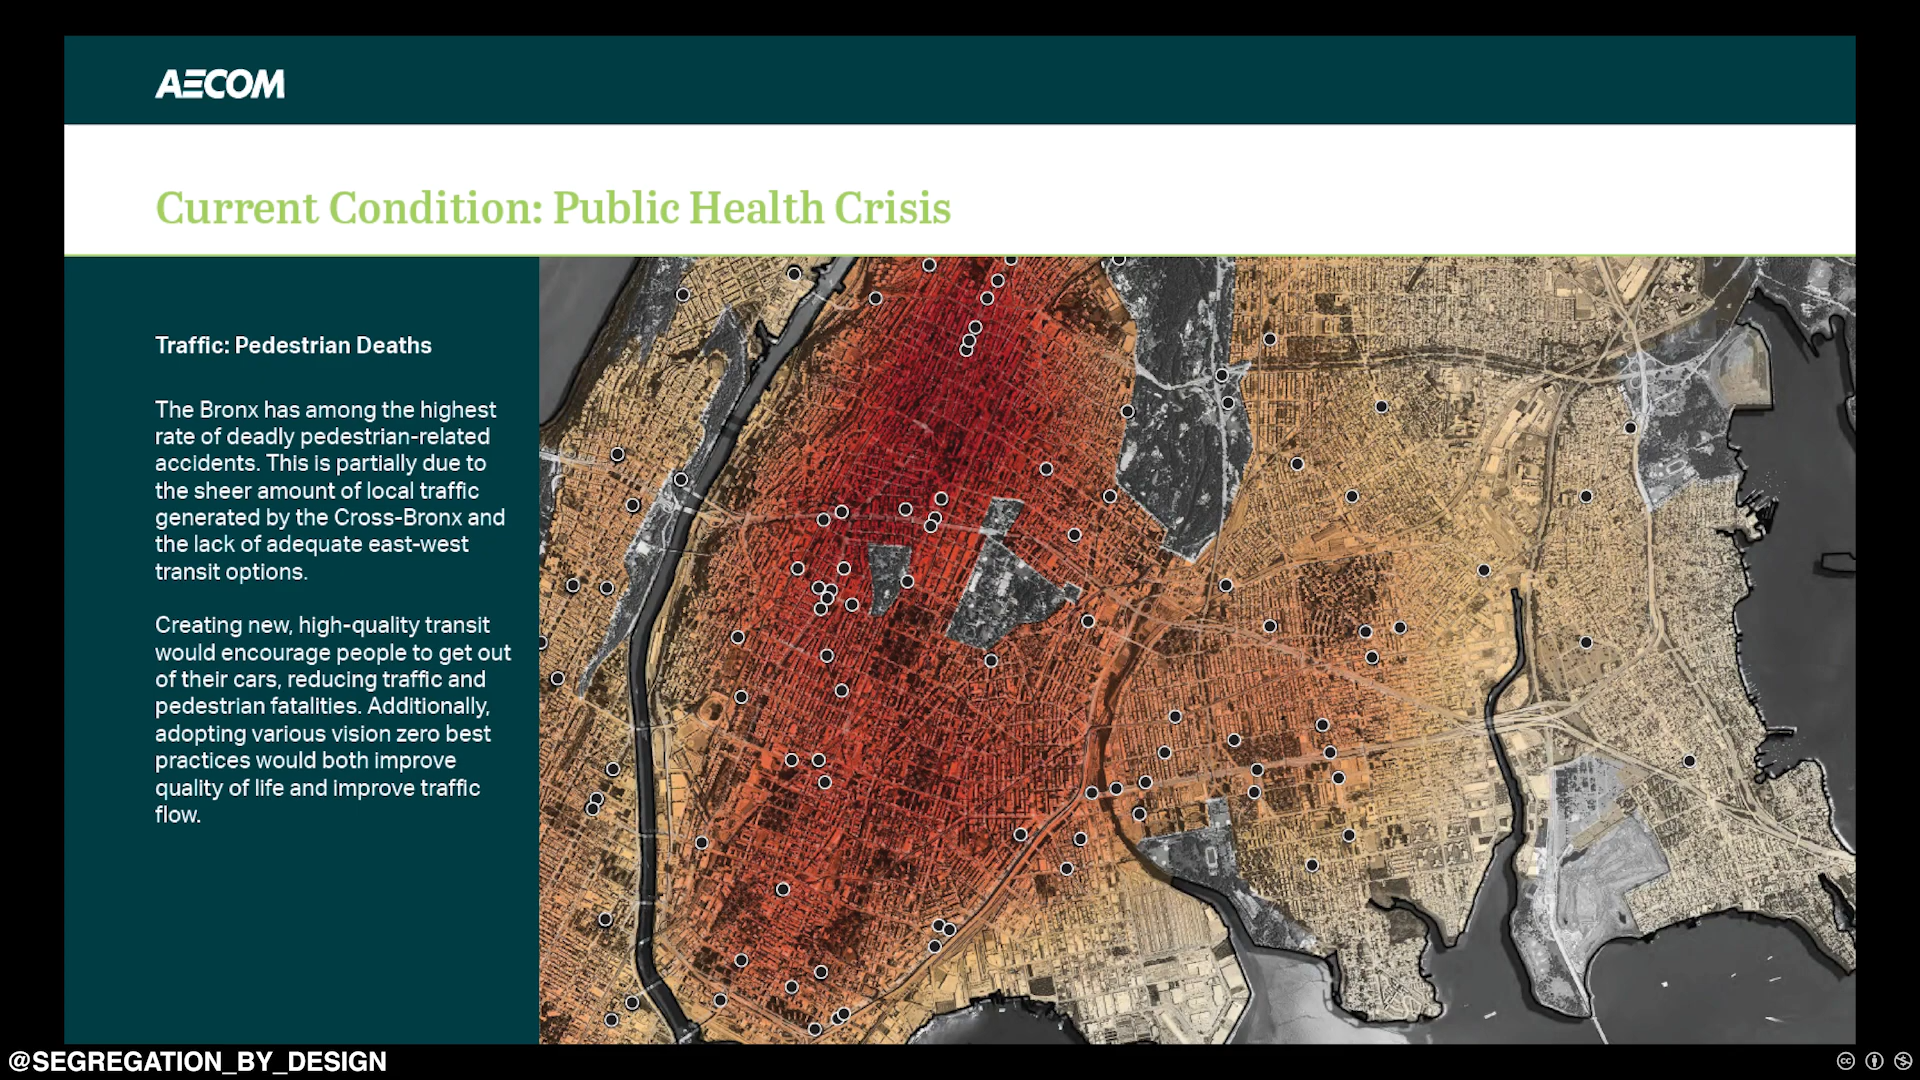 AECOM
Current Condition: Public Health Crisis
Traffic: Pedestrian Deaths
The Bronx has among the highest
rate of deadly pedestrian-related
accidents. This is partially due to
the sheer amount of local traffic
generated by the Cross-Bronx and
the lack of adequate east-west
transit options.
Creating new, high-quality transit
would encourage people to get out
of their cars, reducing traffic and
pedestrian fatalities. Additionally,
adopting various vision zero best
practices would both improve
quality of life and improve traffic
flow.
@SEGREGATION_BY_DESIGN